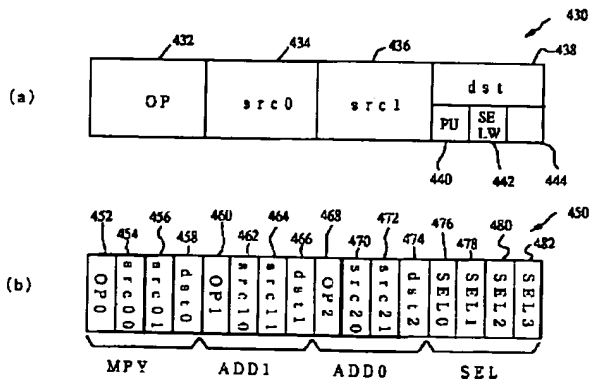 430
432 434 436 438
(a)
OP src0 src1 dst
PU SE LW
440 442 444
450
452 454 456 458 460 462 464 466 468 470 472 474 476 478 480 482
(b)
OP0 src00 src01 dst0 OP1 src10 src11 dst1 OP2 src20 src21 dst2 SEL0 SEL1 SEL2 SEL3
MPY ADD1 ADD0 SEL